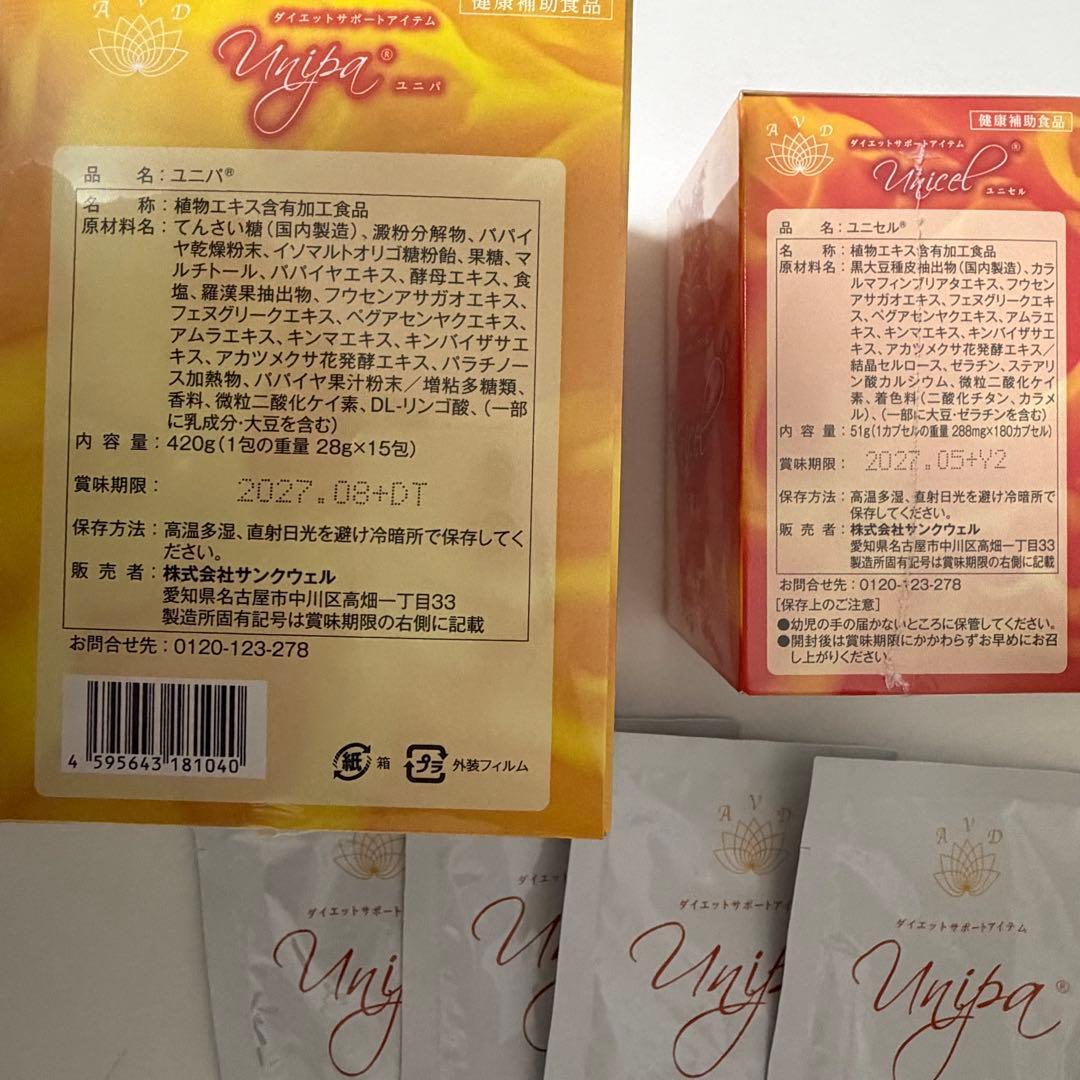 AVD
ダイエットサポートアイテム
健康補助食品
Unipa®
ユニパ
品　　名：ユニパ®
名　　称：植物エキス含有加工食品
原材料名：てんさい糖（国内製造）、澱粉分解物、パパイ
ヤ乾燥粉末、イソマルトオリゴ糖粉飴、果糖、マ
ルチトール、パパイヤエキス、酵母エキス、食
塩、羅漢果抽出物、フウセンアサガオエキス、
フェヌグリークエキス、ペグアセンヤクエキス、
アムラエキス、キンマエキス、キンバイザサエ
キス、アカツメクサ花発酵エキス、パラチノー
ス加熱物、パパイヤ果汁粉末／増粘多糖類、
香料、微粒二酸化ケイ素、DL-リンゴ酸、（一部
に乳成分・大豆を含む）
内 容 量：420g（1包の重量 28g×15包）
賞味期限：2027.08+DT
保存方法：高温多湿、直射日光を避け冷暗所で保存してく
ださい。
販 売 者：株式会社サンクウェル
愛知県名古屋市中川区高畑一丁目33
製造所固有記号は賞味期限の右側に記載
お問合せ先：0120-123-278
4 595643 181040
紙 箱 プラ 外装フィルム
AVD
健康補助食品
ダイエットサポートアイテム
Unicel®
ユニセル
品　　名：ユニセル®
名　　称：植物エキス含有加工食品
原材料名：黒大豆種皮抽出物（国内製造）、カラ
ルマフィンブリアタエキス、フウセン
アサガオエキス、フェヌグリークエキ
ス、ペグアセンヤクエキス、アムラエ
キス、キンマエキス、キンバイザサエ
キス、アカツメクサ花発酵エキス／
結晶セルロース、ゼラチン、ステアリ
ン酸カルシウム、微粒二酸化ケイ
素、着色料（二酸化チタン、カラメ
ル）、（一部に大豆・ゼラチンを含む）
内 容 量：51g（1カプセルの重量 288mg×180カプセル）
賞味期限：2027.05+Y2
保存方法：高温多湿、直射日光を避け冷暗所で
保存してください。
販 売 者：株式会社サンクウェル
愛知県名古屋市中川区高畑一丁目33
製造所固有記号は賞味期限の右側に記載
お問合せ先：0120-123-278
［保存上のご注意］
●幼児の手の届かないところに保管してください。
●開封後は賞味期限にかかわらずお早めにお召
し上がりください。
ダイエットサポート
Unip
ダイエッ
Un
AVD
ダイエットサポートアイ
Unip
AVD
ダイエットサポートアイテム
Unipa®